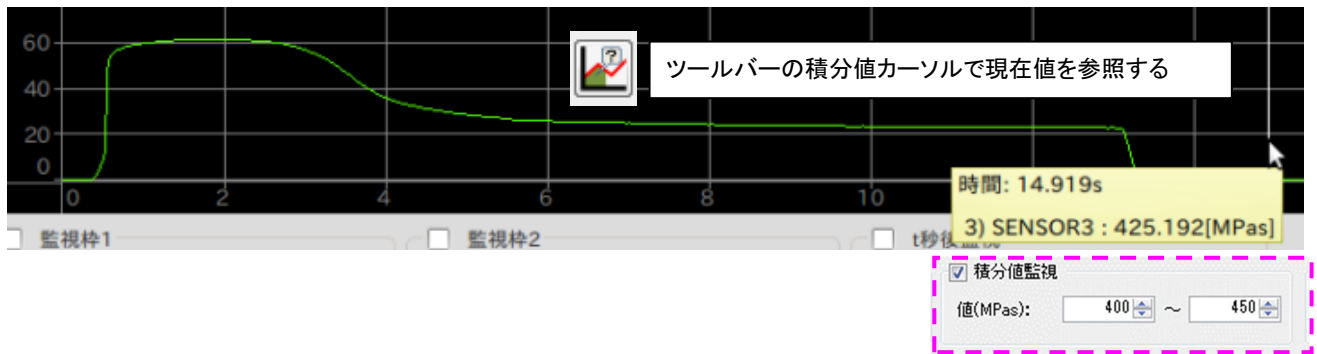 60
40
20
0
ツールバーの積分値カーソルで現在値を参照する
0 2 4 6 8 10
時間: 14.919s
3) SENSOR3 : 425.192[MPas]
監視枠1 監視枠2 t秒後監視
積分値監視
値(MPas): 400 ～ 450